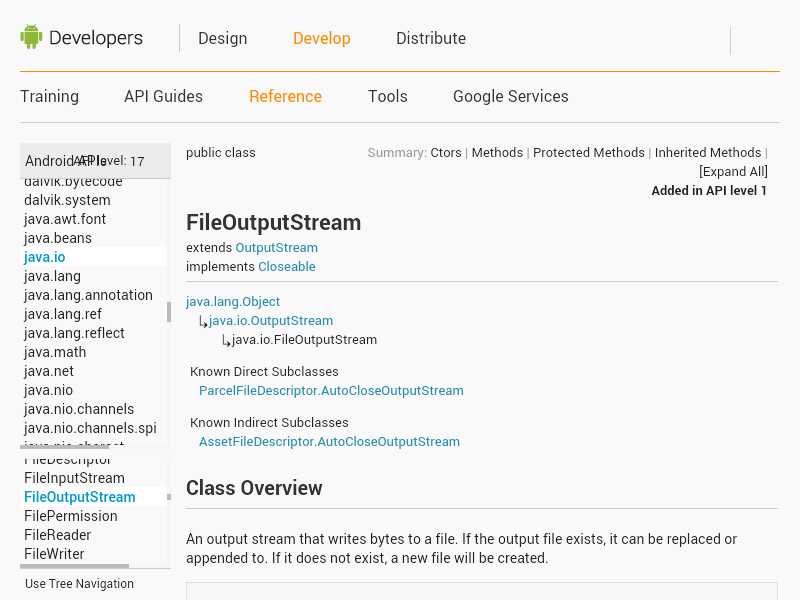 Developers
Design
Develop
Distribute
Training
API Guides
Reference
Tools
Google Services
Android APIs
API level: 17
dalvik.bytecode
dalvik.system
java.awt.font
java.beans
java.io
java.lang
java.lang.annotation
java.lang.ref
java.lang.reflect
java.math
java.net
java.nio
java.nio.channels
java.nio.channels.spi
java.nio.charset
FileDescriptor
FileInputStream
FileOutputStream
FilePermission
FileReader
FileWriter
Use Tree Navigation
public class
Summary: Ctors | Methods | Protected Methods | Inherited Methods |
[Expand All]
Added in API level 1
FileOutputStream
extends OutputStream
implements Closeable
java.lang.Object
↳java.io.OutputStream
↳java.io.FileOutputStream
Known Direct Subclasses
ParcelFileDescriptor.AutoCloseOutputStream
Known Indirect Subclasses
AssetFileDescriptor.AutoCloseOutputStream
Class Overview
An output stream that writes bytes to a file. If the output file exists, it can be replaced or
appended to. If it does not exist, a new file will be created.